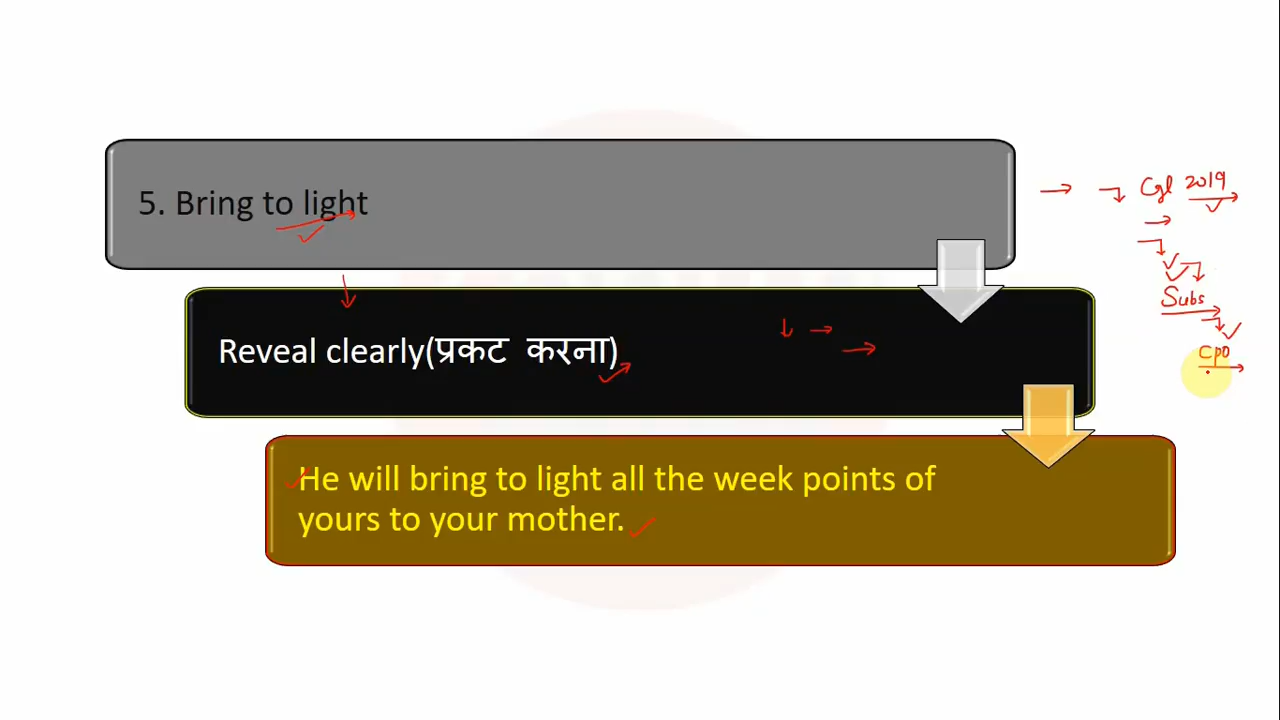 5. Bring to light
Reveal clearly(प्रकट करना)
He will bring to light all the week points of
yours to your mother.
Cgl 2019
Subs
Cpo